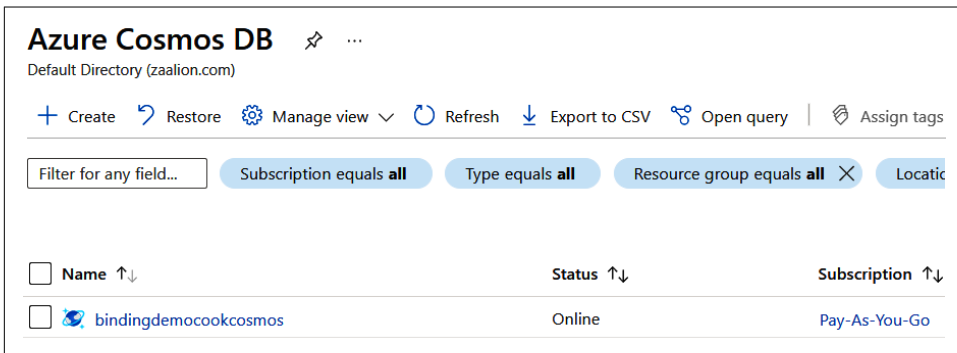 Azure Cosmos DB ...
Default Directory (zaalion.com)
Create Restore Manage view Refresh Export to CSV Open query Assign tags
Filter for any field... Subscription equals all Type equals all Resource group equals all Locatio
Name Status Subscription
bindingdemocookcosmos Online Pay-As-You-Go